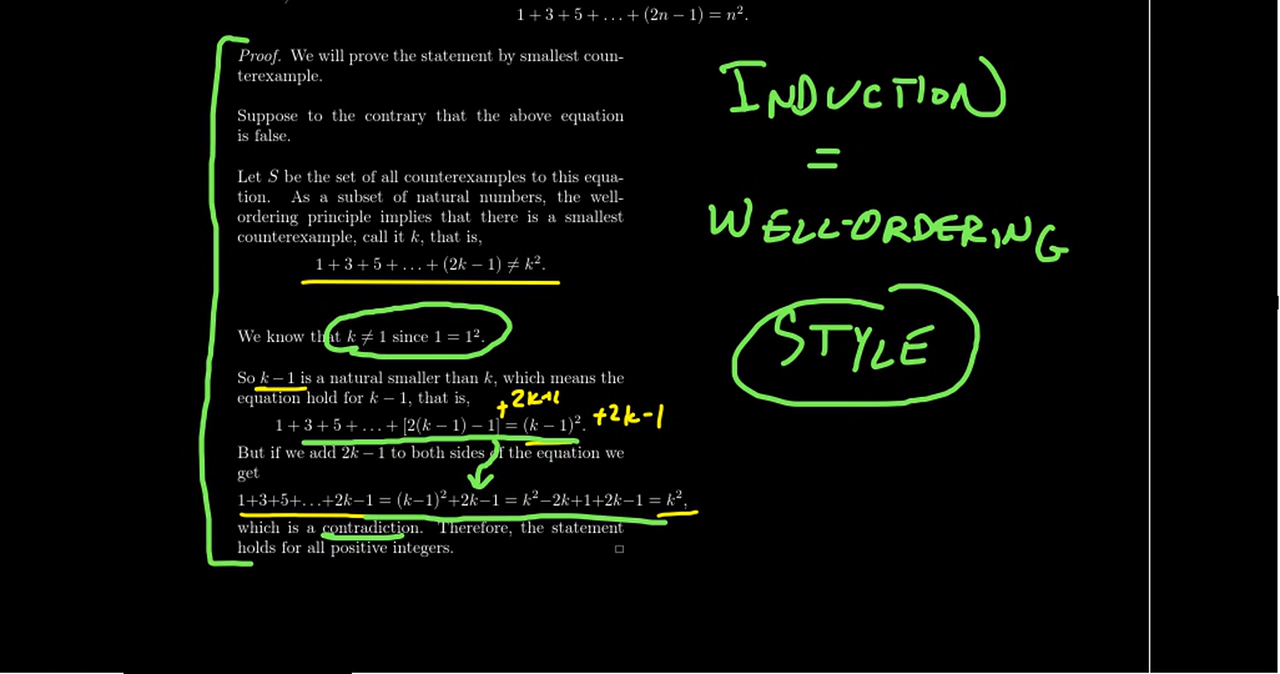 1 + 3 + 5 + … + (2n − 1) = n².
Proof. We will prove the statement by smallest coun-
terexample.
Suppose to the contrary that the above equation
is false.
Let S be the set of all counterexamples to this equa-
tion. As a subset of natural numbers, the well-
ordering principle implies that there is a smallest
counterexample, call it k, that is,
1 + 3 + 5 + … + (2k − 1) ≠ k².
We know that k ≠ 1 since 1 = 1².
So k − 1 is a natural smaller than k, which means the
equation hold for k − 1, that is,
+2k-1
1 + 3 + 5 + … + [2(k − 1) − 1] = (k − 1)². +2k-1
But if we add 2k − 1 to both sides of the equation we
get
1+3+5+…+2k−1 = (k−1)²+2k−1 = k²−2k+1+2k−1 = k²,
which is a contradiction. Therefore, the statement
holds for all positive integers. □
INDUCTION
=
WELL-ORDERING
STYLE